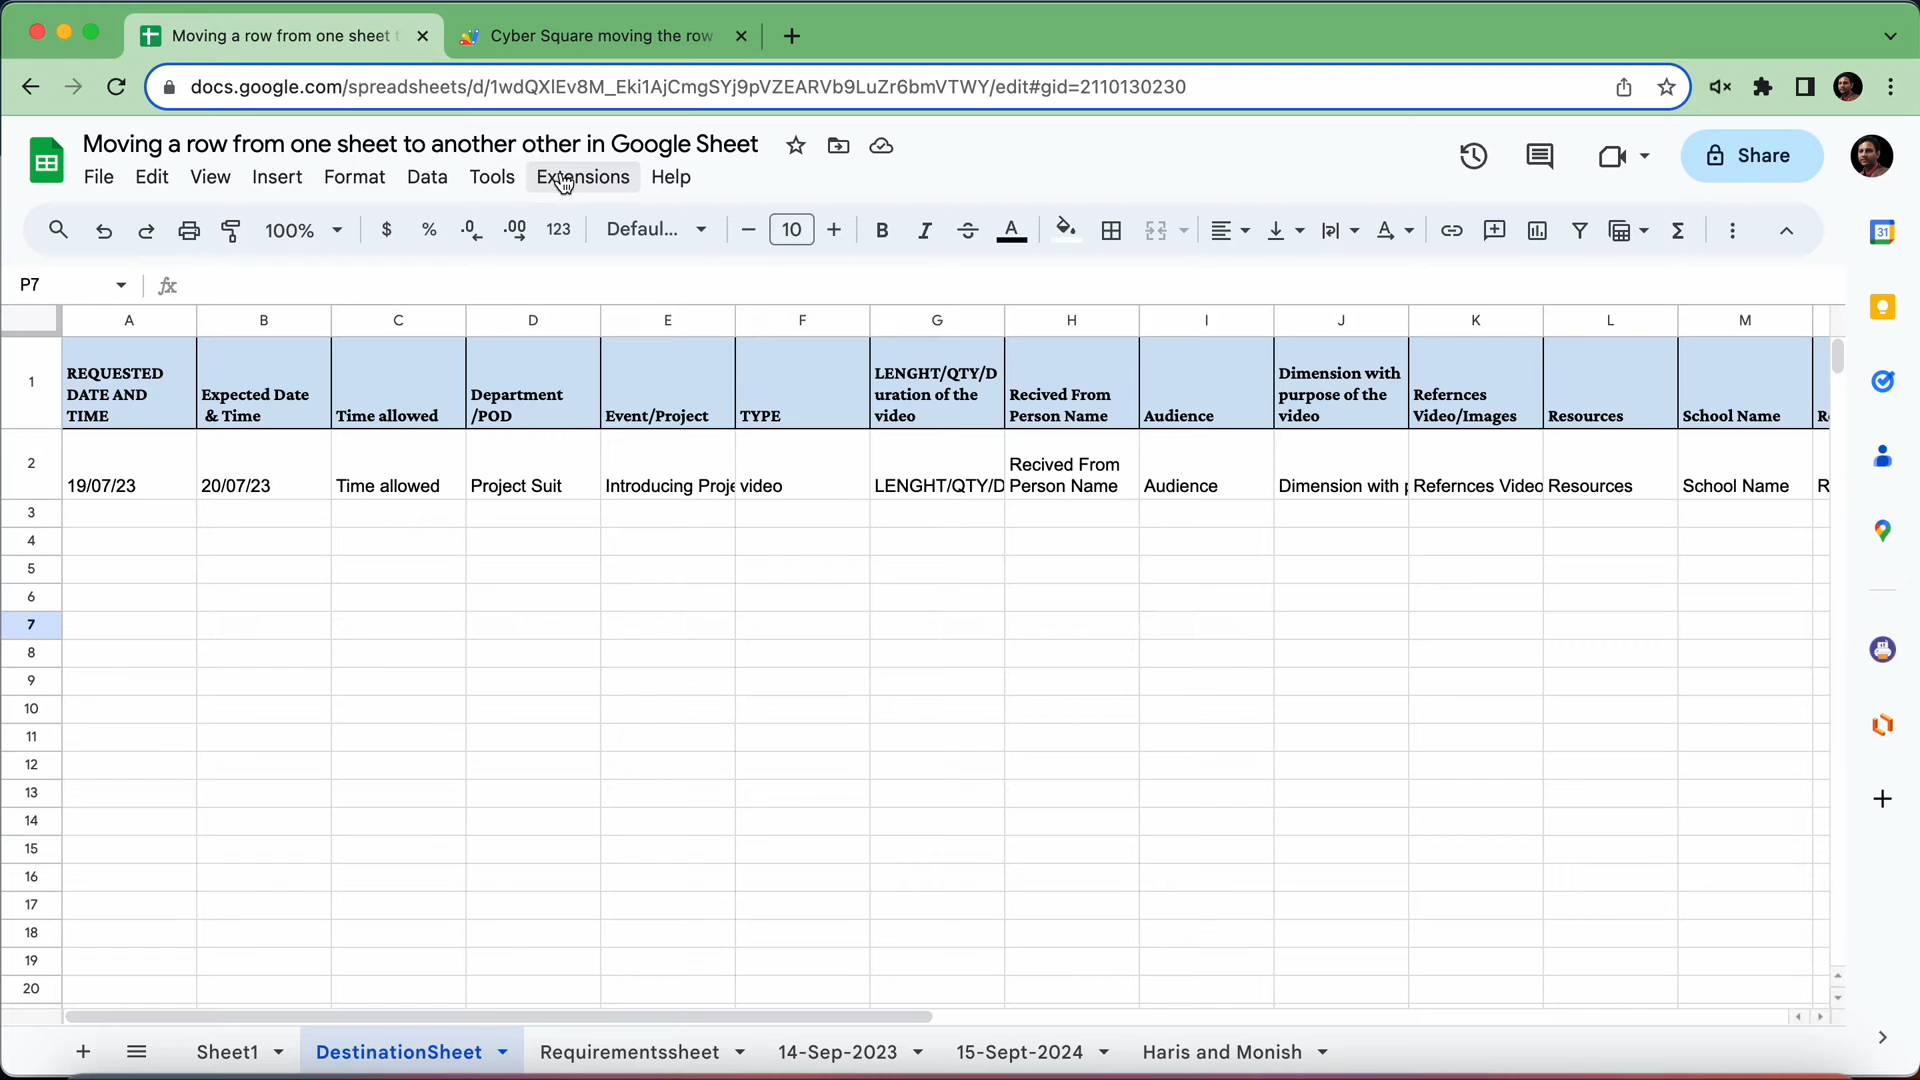 Moving a row from one sheet t
Cyber Square moving the row
docs.google.com/spreadsheets/d/1wdQXlEv8M_Eki1AjCmgSYj9pVZEARVb9LuZr6bmVTWY/edit#gid=2110130230
Moving a row from one sheet to another other in Google Sheet
File Edit View Insert Format Data Tools Extensions Help
Share
100% $ % .0 .00 123 Defaul... 10 B I A
31
P7 fx
A B C D E F G H I J K L M
1
REQUESTED
DATE AND
TIME
Expected Date
& Time
Time allowed
Department
/POD
Event/Project
TYPE
LENGHT/QTY/D
uration of the
video
Recived From
Person Name
Audience
Dimension with
purpose of the
video
Refernces
Video/Images
Resources
School Name
R
2
19/07/23
20/07/23
Time allowed
Project Suit
Introducing Proje
video
LENGHT/QTY/D
Recived From
Person Name
Audience
Dimension with p
Refernces Video
Resources
School Name
R
3
4
5
6
7
8
9
10
11
12
13
14
15
16
17
18
19
20
Sheet1 DestinationSheet Requirementssheet 14-Sep-2023 15-Sept-2024 Haris and Monish